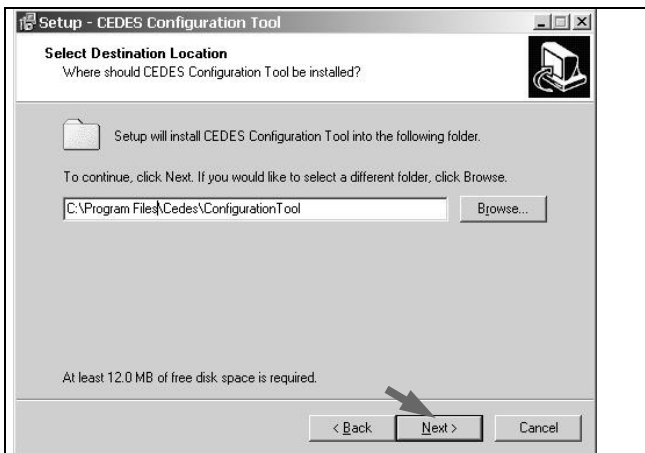 Setup - CEDES Configuration Tool
Select Destination Location
Where should CEDES Configuration Tool be installed?
Setup will install CEDES Configuration Tool into the following folder.
To continue, click Next. If you would like to select a different folder, click Browse.
C:\Program Files\Cedes\ConfigurationTool
Browse...
At least 12.0 MB of free disk space is required.
< Back Next > Cancel